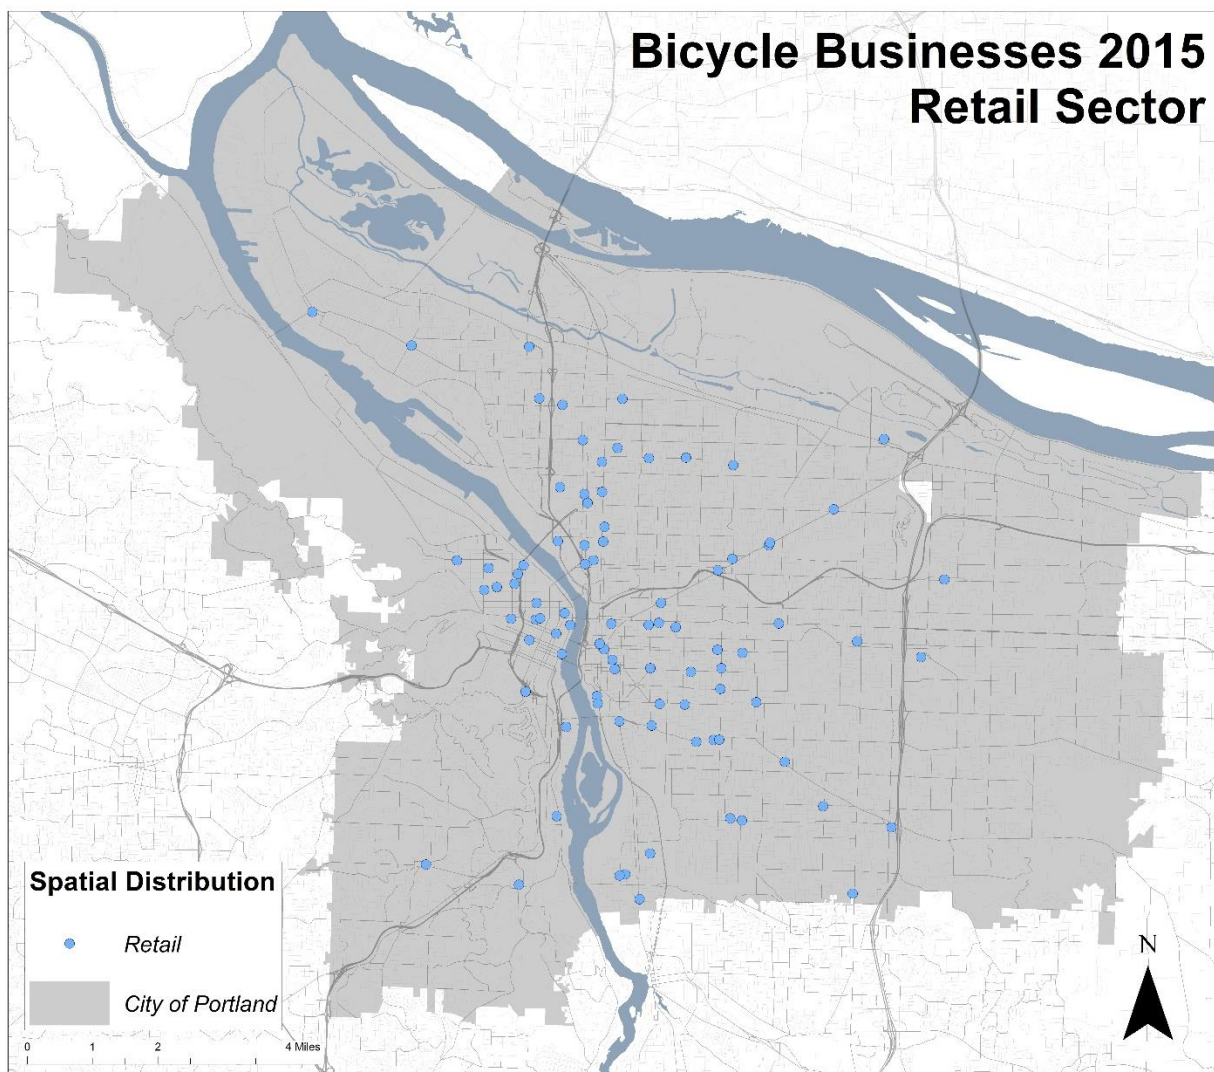 Bicycle Businesses 2015
Retail Sector
Spatial Distribution
Retail
City of Portland
0 1 2 4 Miles
N